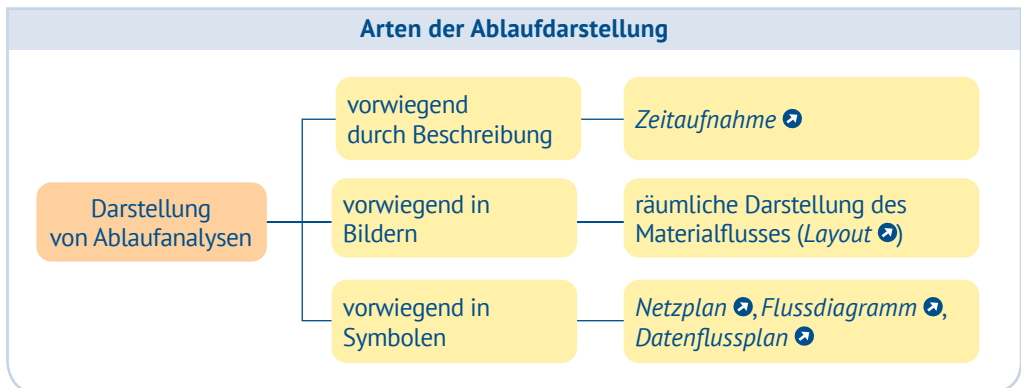 Arten der Ablaufdarstellung
vorwiegend
durch Beschreibung
Zeitaufnahme
Darstellung
von Ablaufanalysen
vorwiegend in
Bildern
räumliche Darstellung des
Materialflusses (Layout)
vorwiegend in
Symbolen
Netzplan, Flussdiagramm,
Datenflussplan